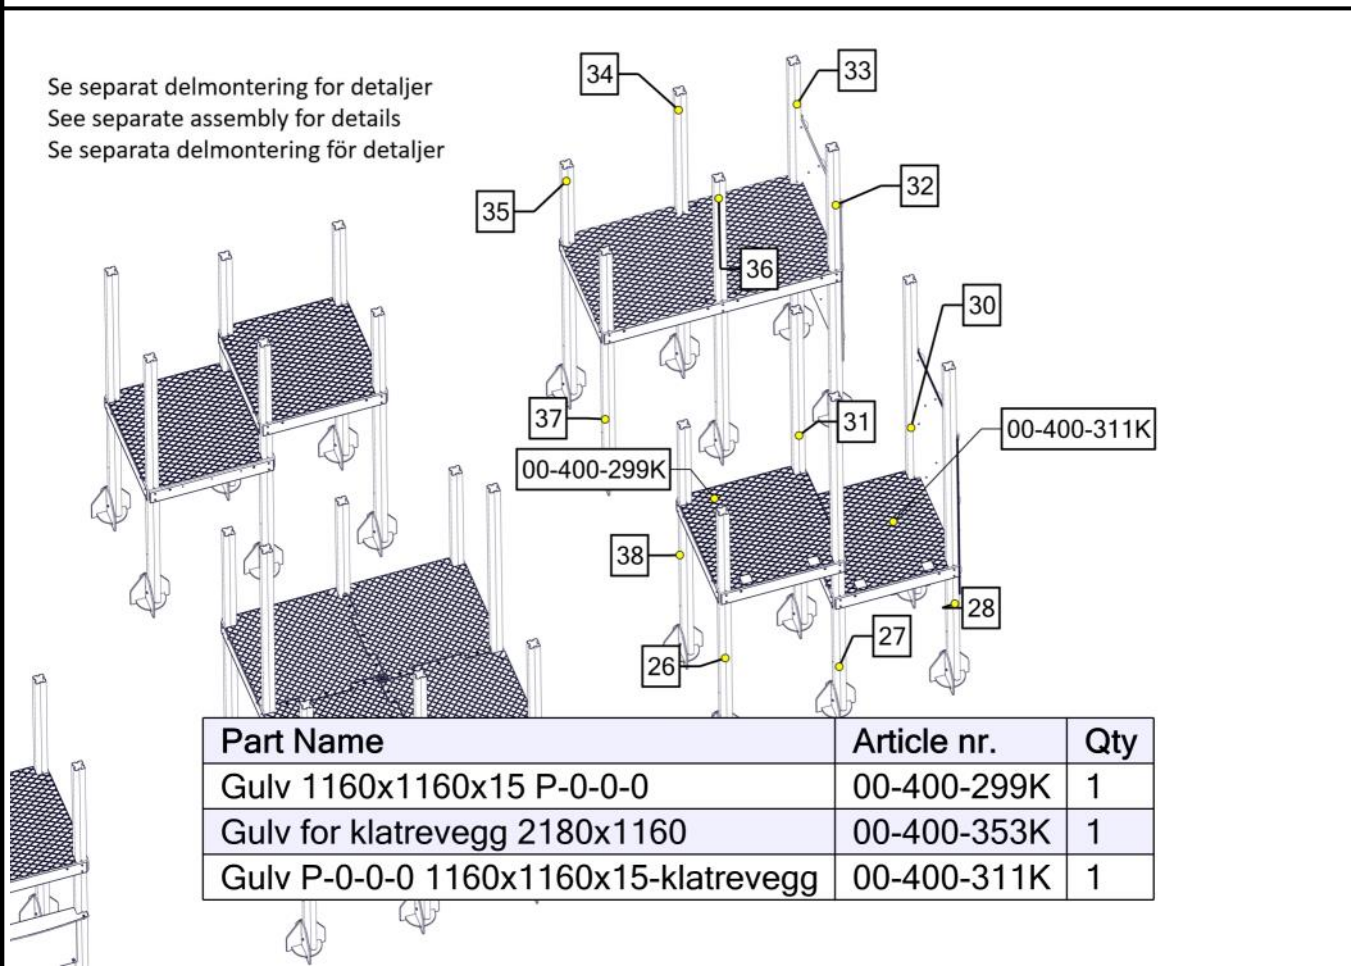 Se separat delmontering for detaljer
See separate assembly for details
Se separata delmontering för detaljer
34
33
35
32
36
30
37
31
00-400-311K
00-400-299K
38
28
27
26
Part Name Article nr. Qty
Gulv 1160x1160x15 P-0-0-0 00-400-299K 1
Gulv for klatrevegg 2180x1160 00-400-353K 1
Gulv P-0-0-0 1160x1160x15-klatrevegg 00-400-311K 1